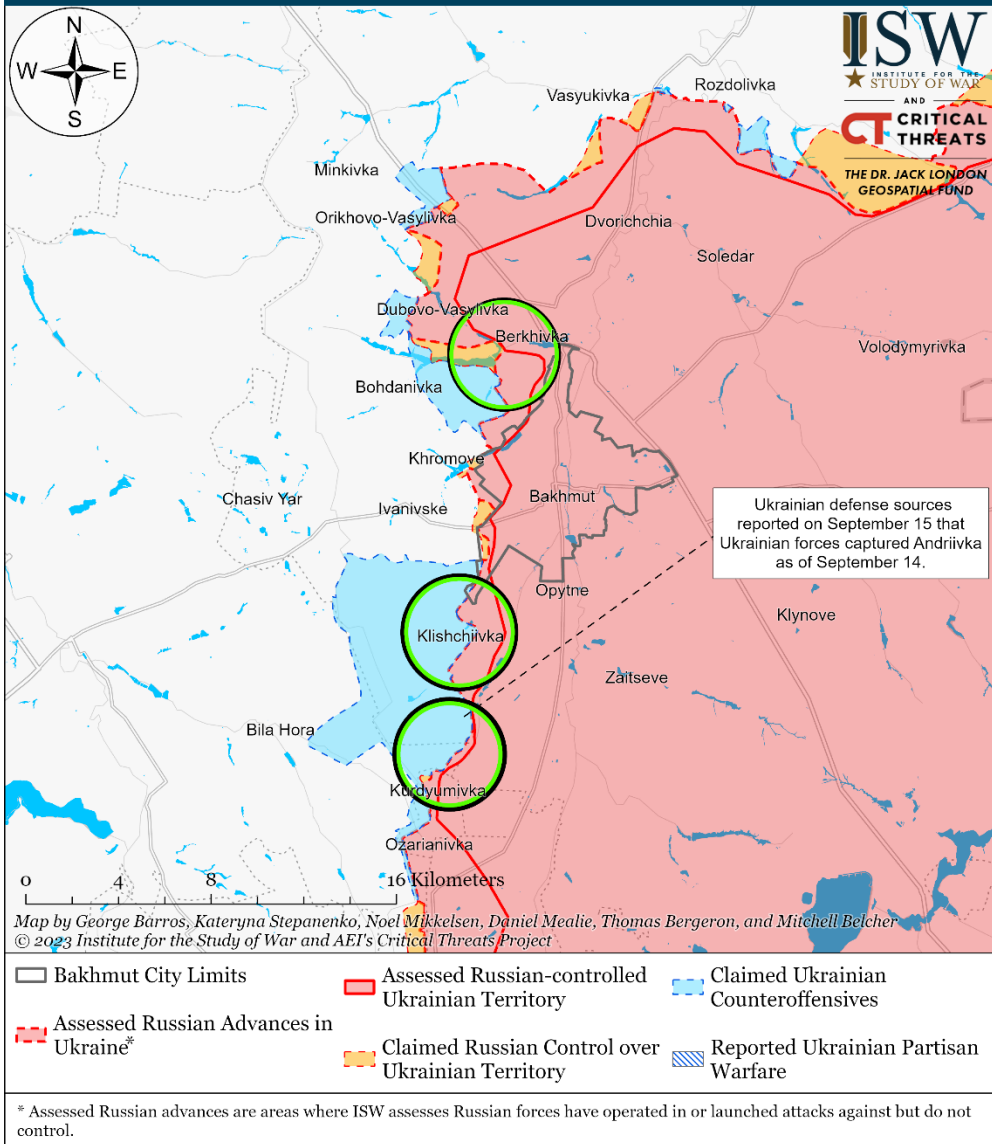 N
W
E
S
ISW
INSTITUTE FOR THE
STUDY OF WAR
AND
CT CRITICAL
THREATS
THE DR. JACK LONDON
GEOSPATIAL FUND
Vasyukivka
Rozdolivka
Minkivka
Orikhovo-Vasylivka
Dvorichchia
Soledar
Dubovo-Vasylivka
Berkhivka
Volodymyrivka
Bohdanivka
Khromove
Chasiv Yar
Ivanivske
Bakhmut
Ukrainian defense sources
reported on September 15 that
Ukrainian forces captured Andriivka
as of September 14.
Opytne
Klynove
Klishchiivka
Zaitseve
Bila Hora
Kurdyumivka
Ozarianivka
0 4 8 16 Kilometers
Map by George Barros, Kateryna Stepanenko, Noel Mikkelsen, Daniel Mealie, Thomas Bergeron, and Mitchell Belcher
© 2023 Institute for the Study of War and AEI's Critical Threats Project
Bakhmut City Limits
Assessed Russian Advances in
Ukraine*
Assessed Russian-controlled
Ukrainian Territory
Claimed Russian Control over
Ukrainian Territory
Claimed Ukrainian
Counteroffensives
Reported Ukrainian Partisan
Warfare
* Assessed Russian advances are areas where ISW assesses Russian forces have operated in or launched attacks against but do not
control.